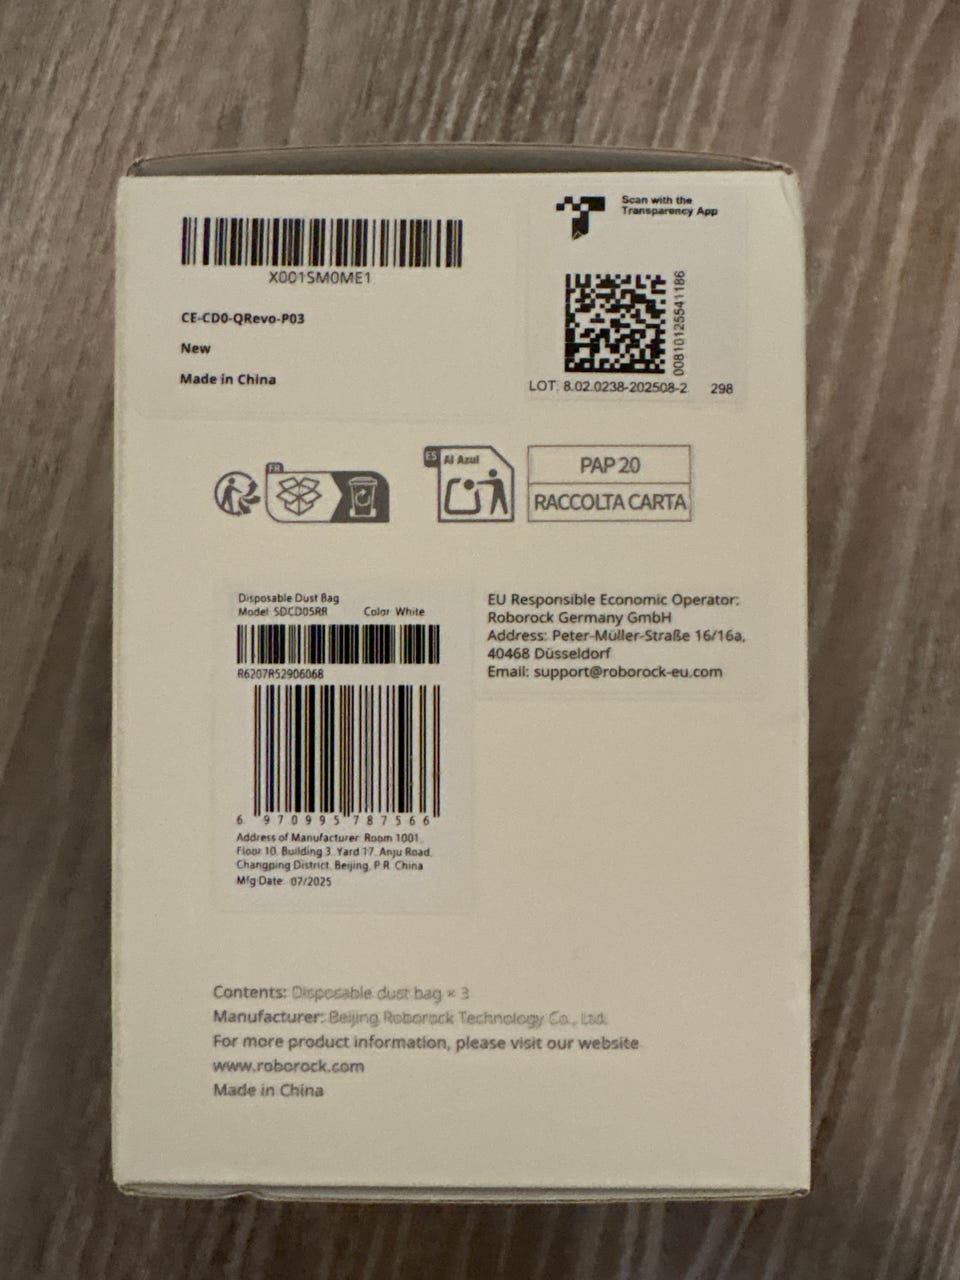 X001SM0ME1
CE-CD0-QRevo-P03
New
Made in China
Scan with the
Transparency App
00810125541186
LOT: 8.02.0238-202508-2 298
FR
ES Al Azul
PAP 20
RACCOLTA CARTA
Disposable Dust Bag
Model: SDCD05RR Color: White
R6207R52906068
6 970995 787566
Address of Manufacturer: Room 1001,
Floor 10, Building 3, Yard 17, Anju Road,
Changping District, Beijing, P.R. China
Mfg Date: 07/2025
EU Responsible Economic Operator:
Roborock Germany GmbH
Address: Peter-Müller-Straße 16/16a,
40468 Düsseldorf
Email: support@roborock-eu.com
Contents: Disposable dust bag × 3
Manufacturer: Beijing Roborock Technology Co., Ltd.
For more product information, please visit our website
www.roborock.com
Made in China